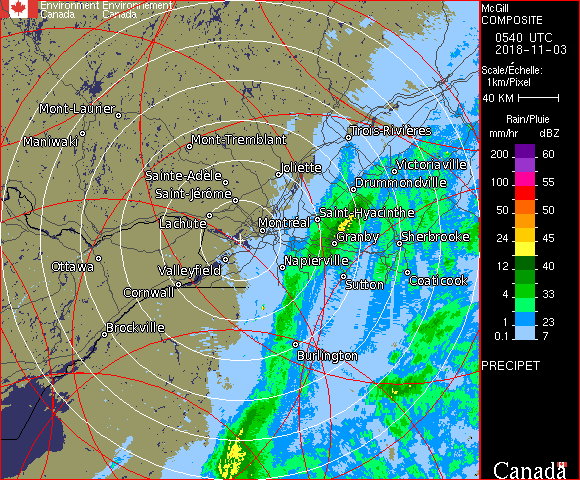 Environment Environnement
Canada Canada
McGill
COMPOSITE
0540 UTC
2018-11-03
Scale/Échelle:
1km/Pixel
40 KM
Rain/Pluie
mm/hr dBZ
200 60
100 55
50 50
24 45
12 40
4 33
1 23
0.1 7
PRECIPET
Canada
Mont-Laurier
Maniwaki
Mont-Tremblant
Trois-Rivières
Victoriaville
Joliette
Sainte-Adèle
Drummondville
Saint-Jérôme
Saint-Hyacinthe
Lachute
Montréal
Granby
Sherbrooke
Ottawa
Valleyfield
Napierville
Cornwall
Sutton
Coaticook
Brockville
Burlington